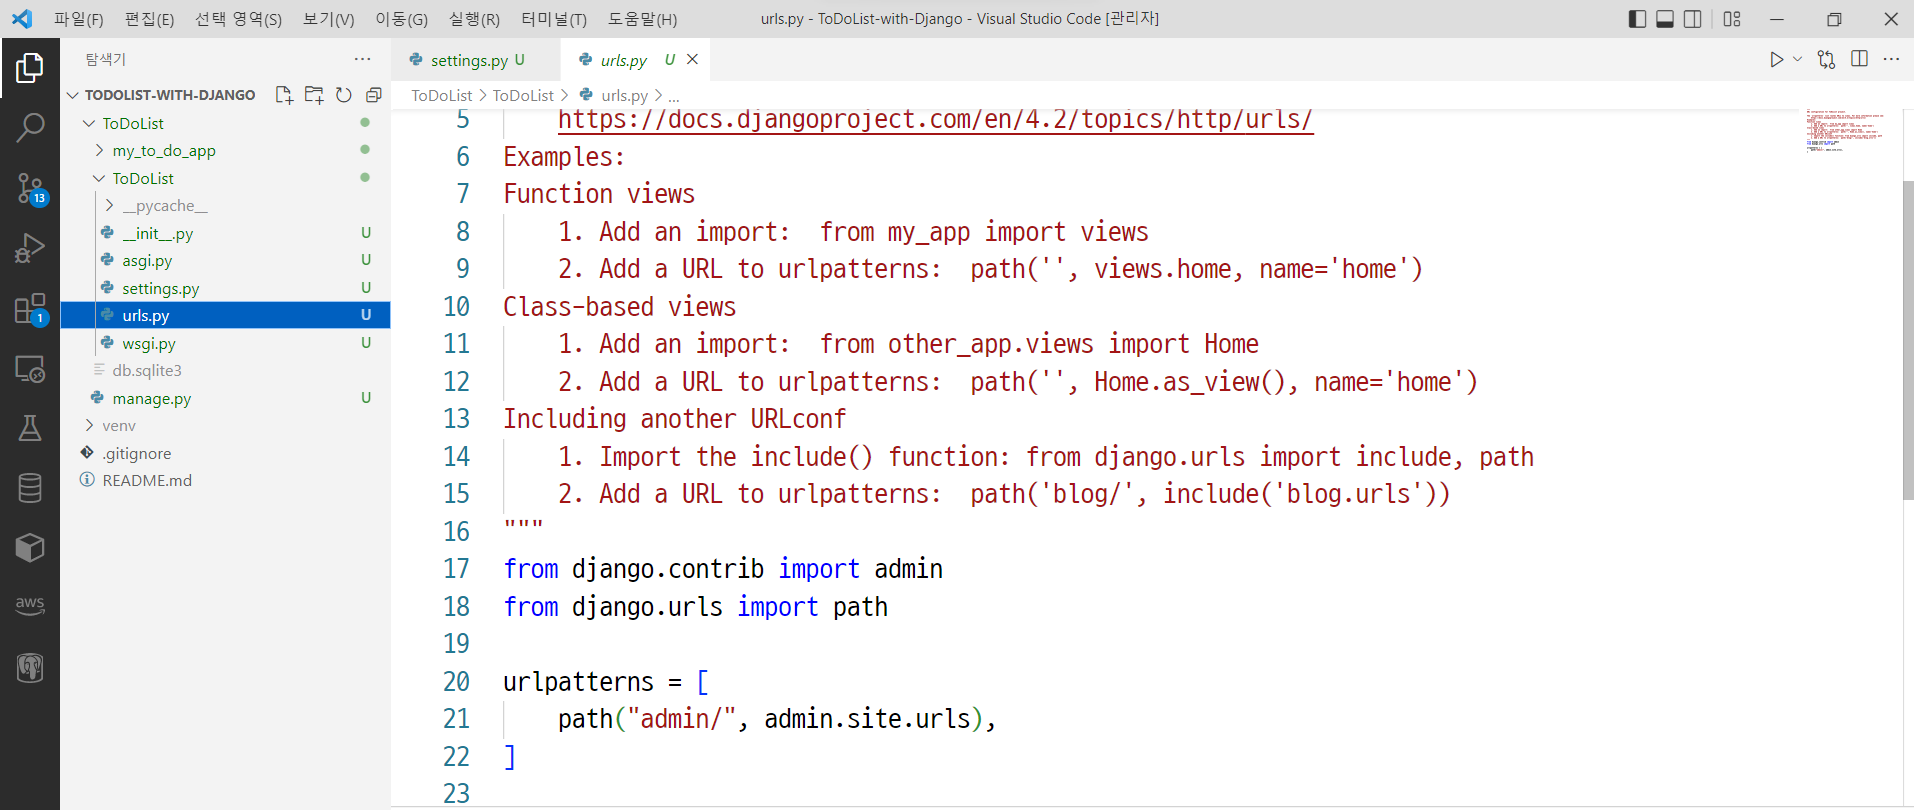 파일(F) 편집(E) 선택 영역(S) 보기(V) 이동(G) 실행(R) 터미널(T) 도움말(H) urls.py - ToDoList-with-Django - Visual Studio Code [관리자]
탐색기 ...
TODOLIST-WITH-DJANGO
ToDoList
my_to_do_app
ToDoList
__pycache__
__init__.py U
asgi.py U
settings.py U
urls.py U
wsgi.py U
db.sqlite3
manage.py U
venv
.gitignore
README.md
13
1
aws
settings.py U urls.py U
ToDoList > ToDoList > urls.py > ...
5 https://docs.djangoproject.com/en/4.2/topics/http/urls/
6 Examples:
7 Function views
8 1. Add an import:  from my_app import views
9 2. Add a URL to urlpatterns:  path('', views.home, name='home')
10 Class-based views
11 1. Add an import:  from other_app.views import Home
12 2. Add a URL to urlpatterns:  path('', Home.as_view(), name='home')
13 Including another URLconf
14 1. Import the include() function: from django.urls import include, path
15 2. Add a URL to urlpatterns:  path('blog/', include('blog.urls'))
16 """
17 from django.contrib import admin
18 from django.urls import path
19
20 urlpatterns = [
21 path("admin/", admin.site.urls),
22 ]
23